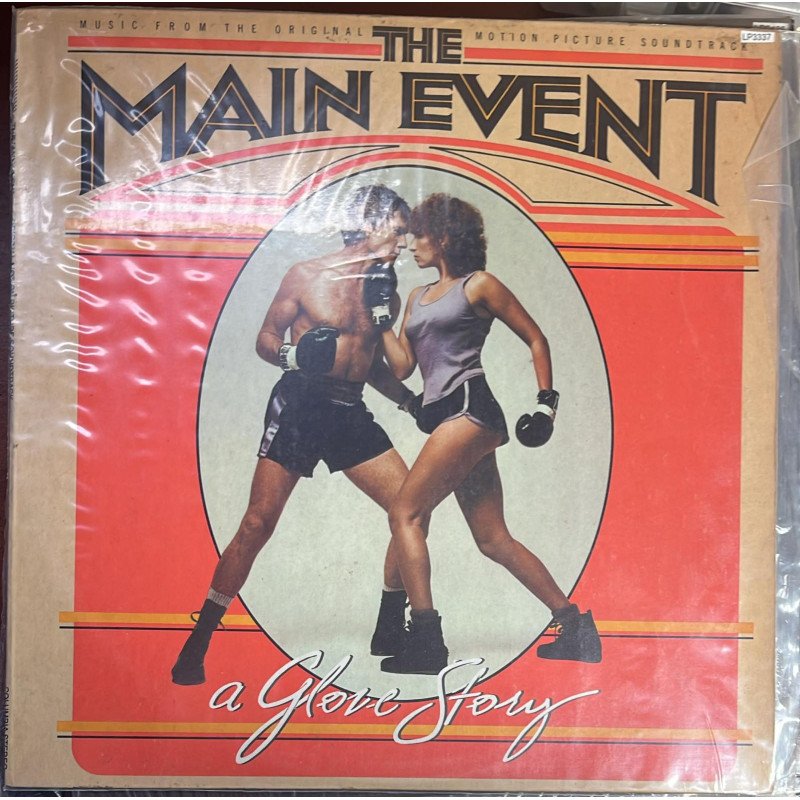 MUSIC FROM THE ORIGINAL MOTION PICTURE SOUNDTRACK
LP3337
THE
MAIN EVENT
a Glove Story